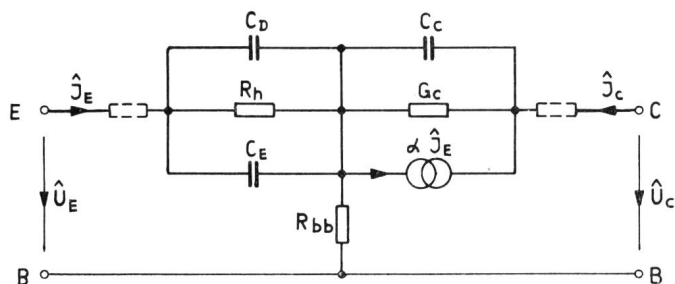 C_D C_C
Ĵ_E R_h G_c Ĵ_c
E C
C_E α Ĵ_E
Û_E Û_c
R_bb
B B